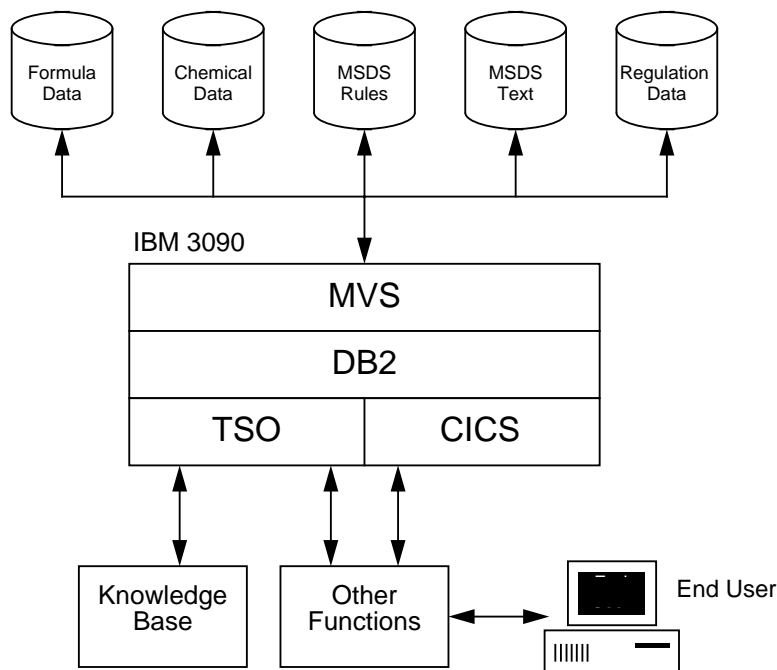 Formula
Data
Chemical
Data
MSDS
Rules
MSDS
Text
Regulation
Data
IBM 3090
MVS
DB2
TSO
CICS
Knowledge
Base
Other
Functions
End User